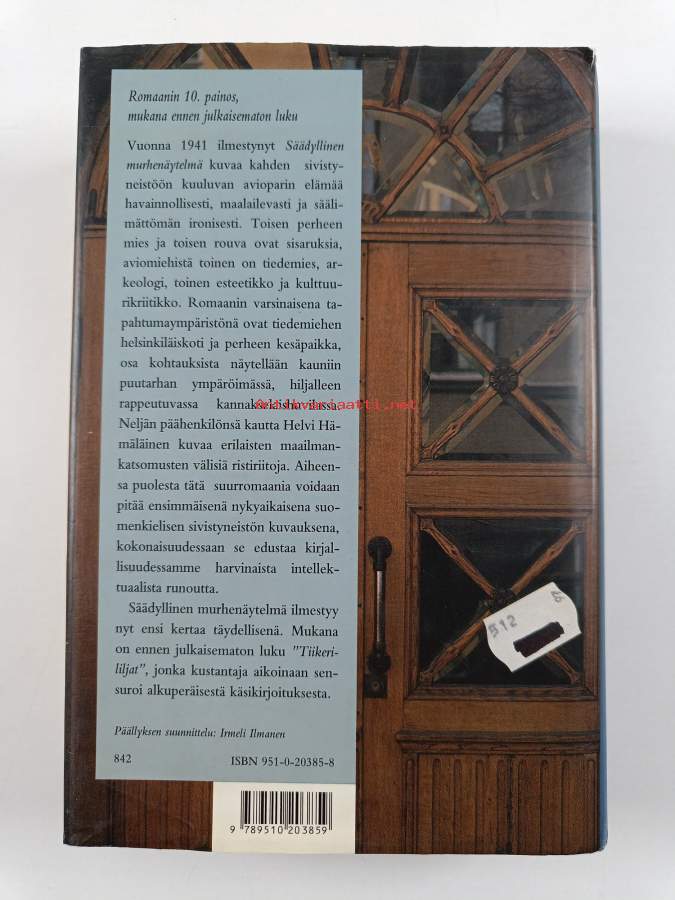 Romaanin 10. painos,
mukana ennen julkaisematon luku
Vuonna 1941 ilmestynyt Säädyllinen
murhenäytelmä kuvaa kahden sivisty-
neistöön kuuluvan avioparin elämää
havainnollisesti, maalailevasti ja sääli-
mättömän ironisesti. Toisen perheen
mies ja toisen rouva ovat sisaruksia,
aviomiehistä toinen on tiedemies, ar-
keologi, toinen esteetikko ja kulttuu-
rikriitikko. Romaanin varsinaisena ta-
pahtumaympäristönä ovat tiedemiehen
helsinkiläiskoti ja perheen kesäpaikka,
osa kohtauksista näytellään kauniin
puutarhan ympäröimässä, hiljalleen
rappeutuvassa
antikvariaatti.net
Neljän päähenkilönsä kautta Helvi Hä-
mäläinen kuvaa erilaisten maailman-
katsomusten välisiä ristiriitoja. Aiheen-
sa puolesta tätä suurromaania voidaan
pitää ensimmäisenä nykyaikaisena suo-
menkielisen sivistyneistön kuvauksena,
kokonaisuudessaan se edustaa kirjal-
lisuudessamme harvinaista intellek-
tuaalista runoutta.
Säädyllinen murhenäytelmä ilmestyy
nyt ensi kertaa täydellisenä. Mukana
on ennen julkaisematon luku "Tiikeri-
liljat", jonka kustantaja aikoinaan sen-
suroi alkuperäisestä käsikirjoituksesta.
Päällyksen suunnittelu: Irmeli Ilmanen
842 ISBN 951-0-20385-8
9 789510 203859